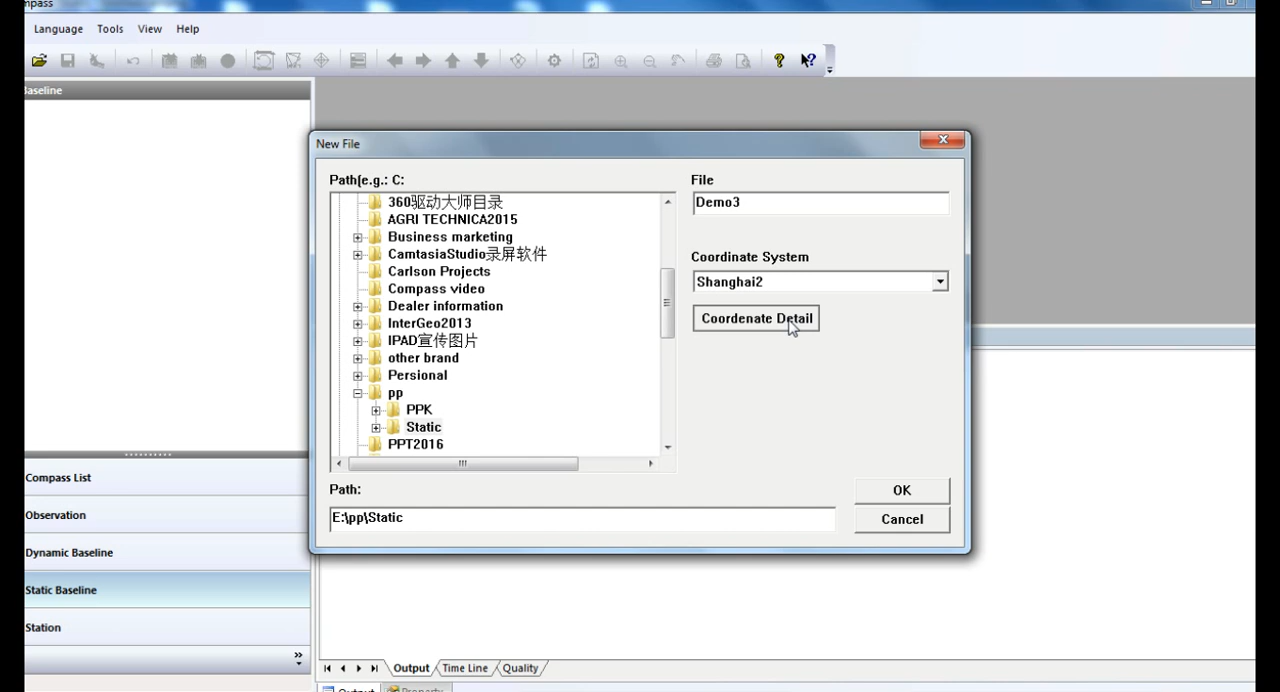 mpass
Language Tools View Help
Baseline
New File
Path(e.g.: C:
File
360驱动大师目录
Demo3
AGRI TECHNICA2015
Business marketing
CamtasiaStudio录屏软件
Coordinate System
Carlson Projects
Shanghai2
Compass video
Dealer information
InterGeo2013
Coordenate Detail
IPAD宣传图片
other brand
Persional
pp
PPK
Static
PPT2016
Path:
OK
E:\pp\Static
Cancel
Compass List
Observation
Dynamic Baseline
Static Baseline
Station
Output Time Line Quality
Output Property